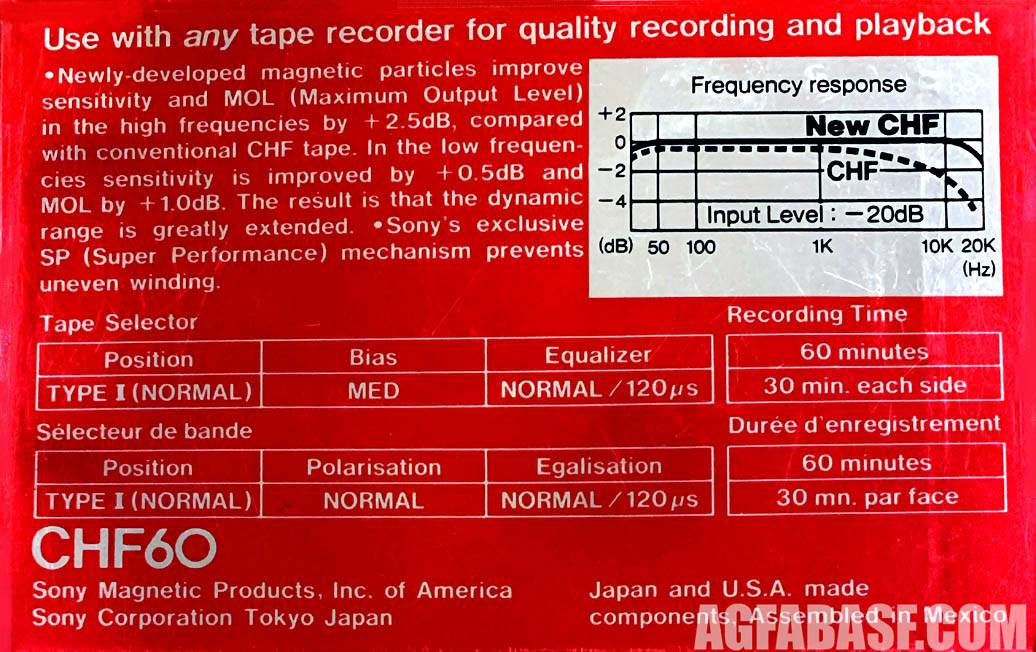 Use with any tape recorder for quality recording and playback
•Newly-developed magnetic particles improve
sensitivity and MOL (Maximum Output Level)
in the high frequencies by +2.5dB, compared
with conventional CHF tape. In the low frequen-
cies sensitivity is improved by +0.5dB and
MOL by +1.0dB. The result is that the dynamic
range is greatly extended. •Sony's exclusive
SP (Super Performance) mechanism prevents
uneven winding.
Frequency response
+2
New CHF
0
−2
CHF
−4
Input Level : −20dB
(dB) 50 100 1K 10K 20K
(Hz)
Tape Selector
Position Bias Equalizer
TYPE I (NORMAL) MED NORMAL / 120μs
Recording Time
60 minutes
30 min. each side
Sélecteur de bande
Position Polarisation Egalisation
TYPE I (NORMAL) NORMAL NORMAL / 120μs
Durée d'enregistrement
60 minutes
30 mn. par face
CHF60
Sony Magnetic Products, Inc. of America
Sony Corporation Tokyo Japan
Japan and U.S.A. made
components. Assembled in Mexico
AGFABASF.COM